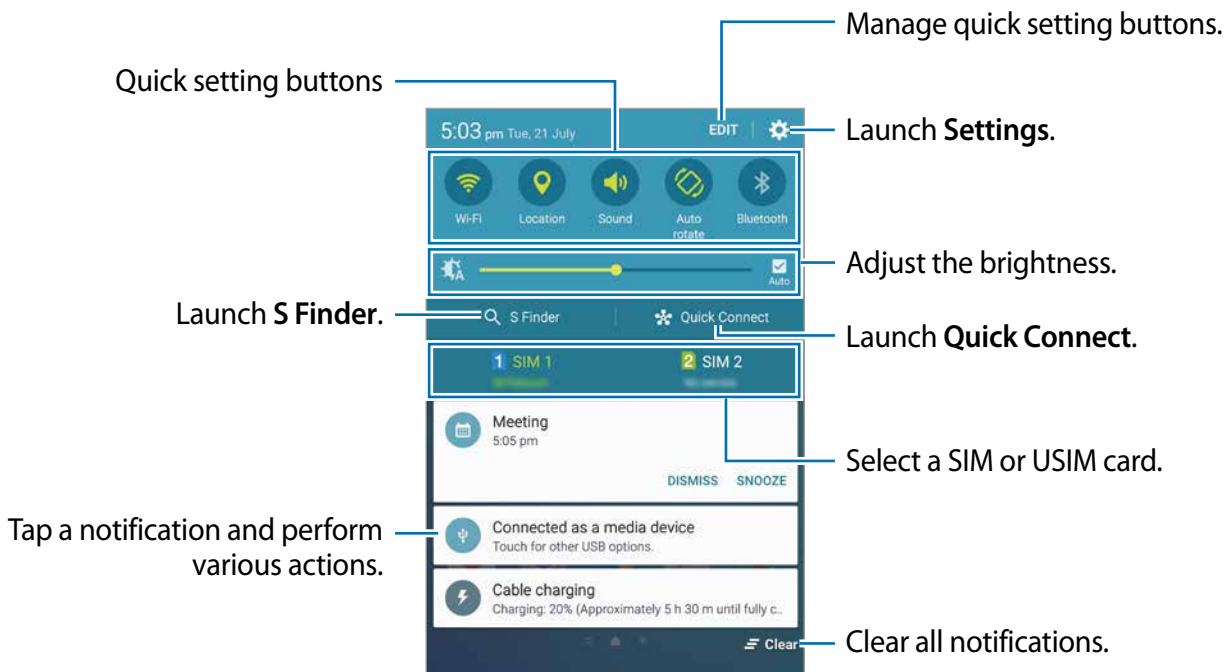 Manage quick setting buttons.
Quick setting buttons
5:03 pm Tue, 21 July
EDIT
Launch Settings.
Wi-Fi
Location
Sound
Auto
rotate
Bluetooth
A
Auto
Adjust the brightness.
Launch S Finder.
S Finder
Quick Connect
Launch Quick Connect.
1 SIM 1
2 SIM 2
Meeting
5:05 pm
DISMISS SNOOZE
Select a SIM or USIM card.
Tap a notification and perform
various actions.
Connected as a media device
Touch for other USB options.
Cable charging
Charging: 20% (Approximately 5 h 30 m until fully c..
Clear
Clear all notifications.